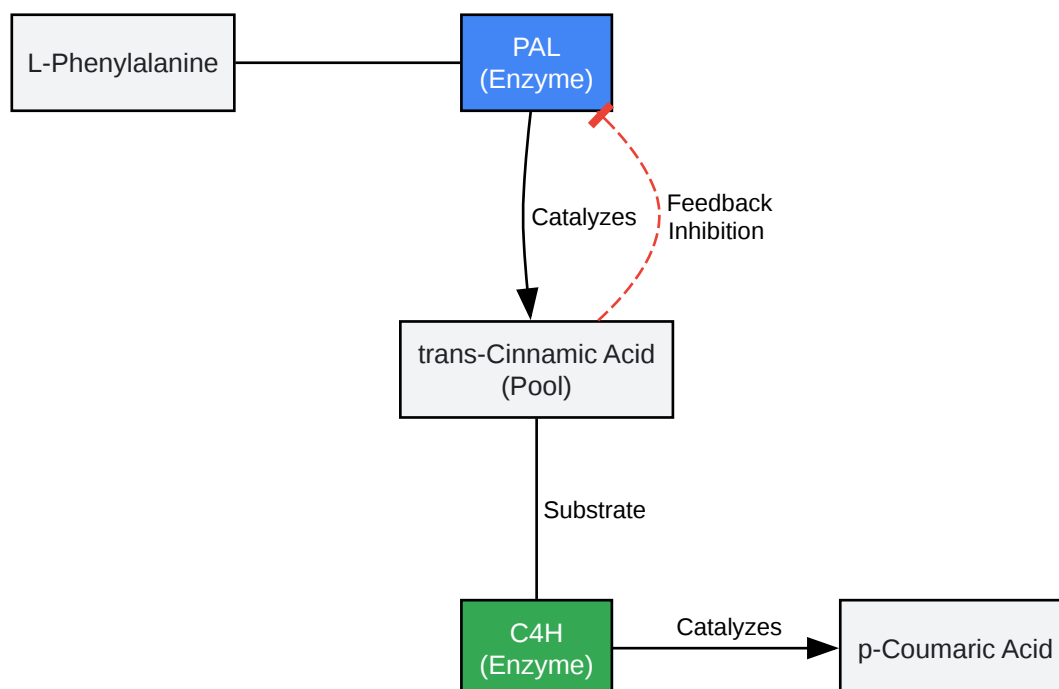 L-Phenylalanine
PAL
(Enzyme)
Catalyzes
Feedback
Inhibition
trans-Cinnamic Acid
(Pool)
Substrate
C4H
(Enzyme)
Catalyzes
p-Coumaric Acid